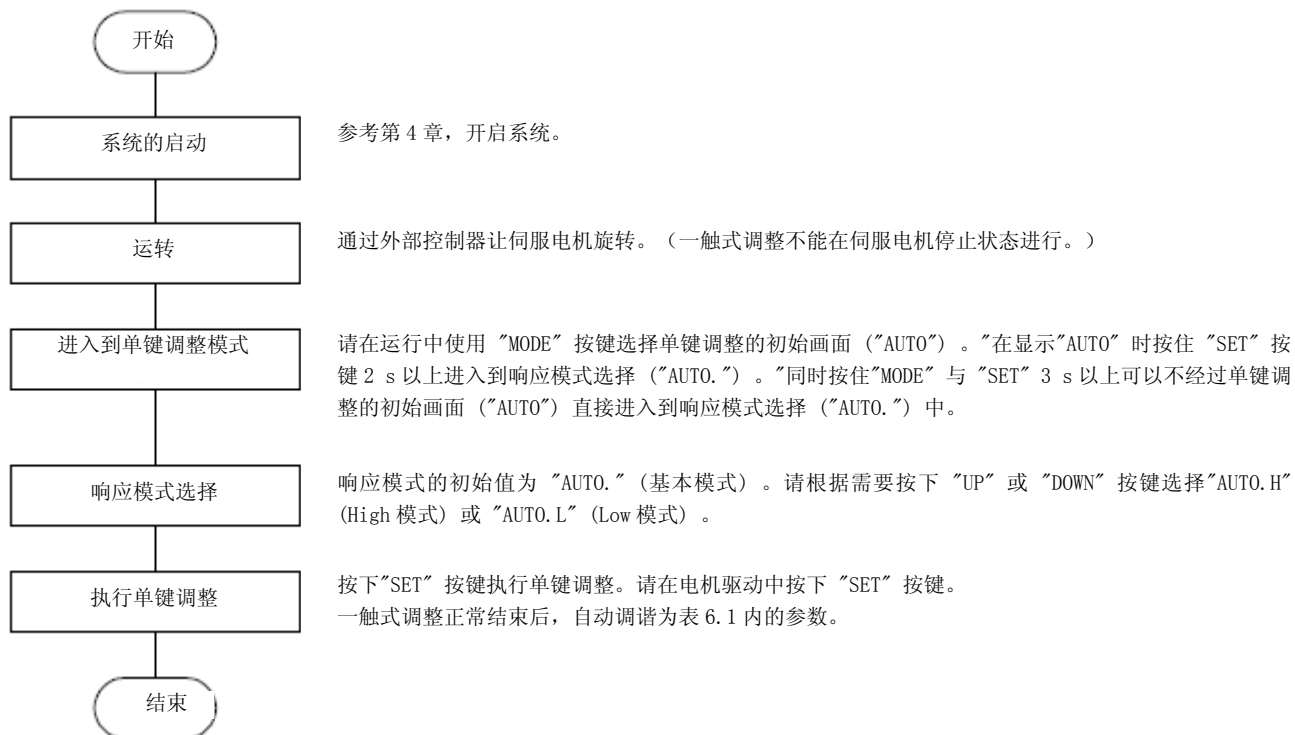 开始
系统的启动
参考第 4 章，开启系统。
运转
通过外部控制器让伺服电机旋转。（一触式调整不能在伺服电机停止状态进行。）
进入到单键调整模式
请在运行中使用 "MODE" 按键选择单键调整的初始画面 ("AUTO") 。"在显示"AUTO" 时按住 "SET" 按
键 2 s 以上进入到响应模式选择 ("AUTO.") 。"同时按住"MODE" 与 "SET" 3 s 以上可以不经过单键调
整的初始画面 ("AUTO") 直接进入到响应模式选择 ("AUTO.") 中。
响应模式选择
响应模式的初始值为 "AUTO." (基本模式) 。请根据需要按下 "UP" 或 "DOWN" 按键选择"AUTO.H"
(High 模式) 或 "AUTO.L" (Low 模式) 。
执行单键调整
按下"SET" 按键执行单键调整。请在电机驱动中按下 "SET" 按键。
一触式调整正常结束后，自动调谐为表 6.1 内的参数。
结束